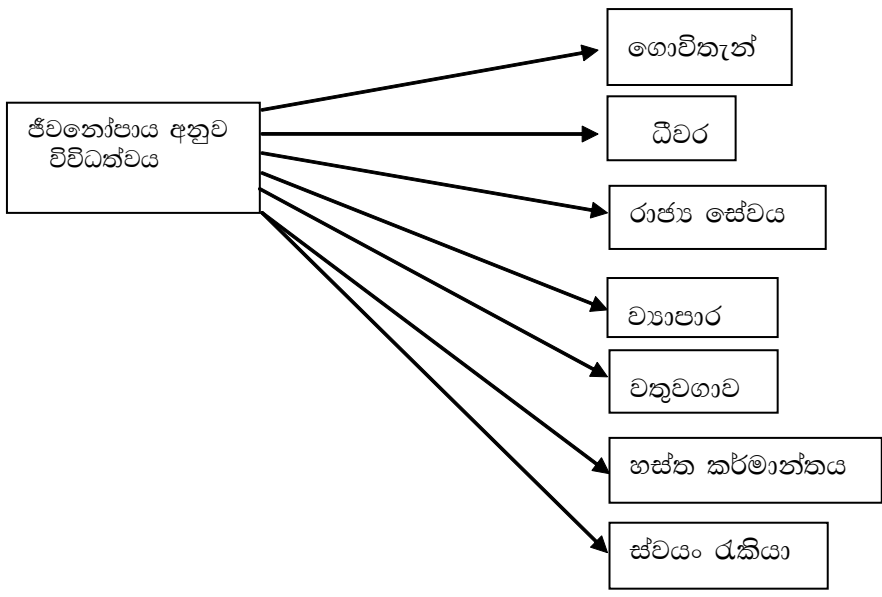 ජීවනෝපාය අනුව
විවිධත්වය
ගොවිතැන්
ධීවර
රාජ්‍ය සේවය
ව්‍යාපාර
වතුවගාව
හස්ත කර්මාන්තය
ස්වයං රැකියා